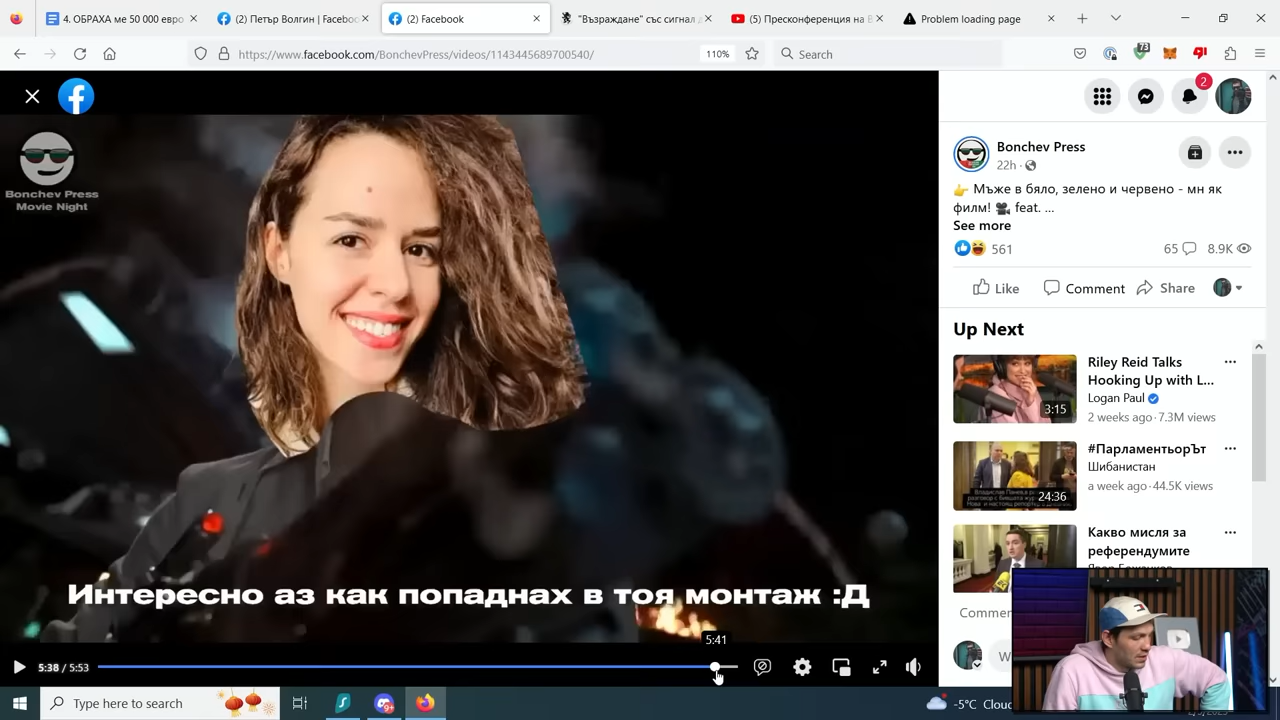 4. ОБРАХА ме 50 000 евро
(2) Петър Волгин | Faceboo
(2) Facebook
"Възраждане" със сигнал д
(5) Пресконференция на В
Problem loading page
https://www.facebook.com/BonchevPress/videos/1143445689700540/
110%
Search
73
2
Bonchev Press
Movie Night
Bonchev Press
22h
Мъже в бяло, зелено и червено - мн як
филм! feat. ...
See more
561
65
8.9K
Like
Comment
Share
Up Next
Riley Reid Talks
Hooking Up with L...
Logan Paul
2 weeks ago · 7.3M views
3:15
#ПарламентьорЪт
Шибанистан
a week ago · 44.5K views
24:36
Какво мисля за
референдумите
Интересно аз как попаднах в тоя монтаж :Д
5:41
5:38 / 5:53
Type here to search
9+
-5°C